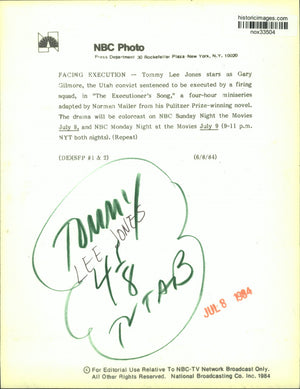 historicimages.com
nox33504
NBC Photo
Press Department 30 Rockefeller Plaza New York, N.Y. 10020
FACING EXECUTION -- Tommy Lee Jones stars as Gary
Gilmore, the Utah convict sentenced to be executed by a firing
squad, in "The Executioner's Song," a four-hour miniseries
adapted by Norman Mailer from his Pulitzer Prize-winning novel.
The drama will be colorcast on NBC Sunday Night the Movies
July 8, and NBC Monday Night at the Movies July 9 (9-11 p.m.
NYT both nights). (Repeat)
(6/8/84)
TOMMY
LEE JONES
4-8
TV TAB
JUL 8 1984
© For Editorial Use Relative To NBC-TV Network Broadcast Only.
All Other Rights Reserved. National Broadcasting Co. Inc. 1984